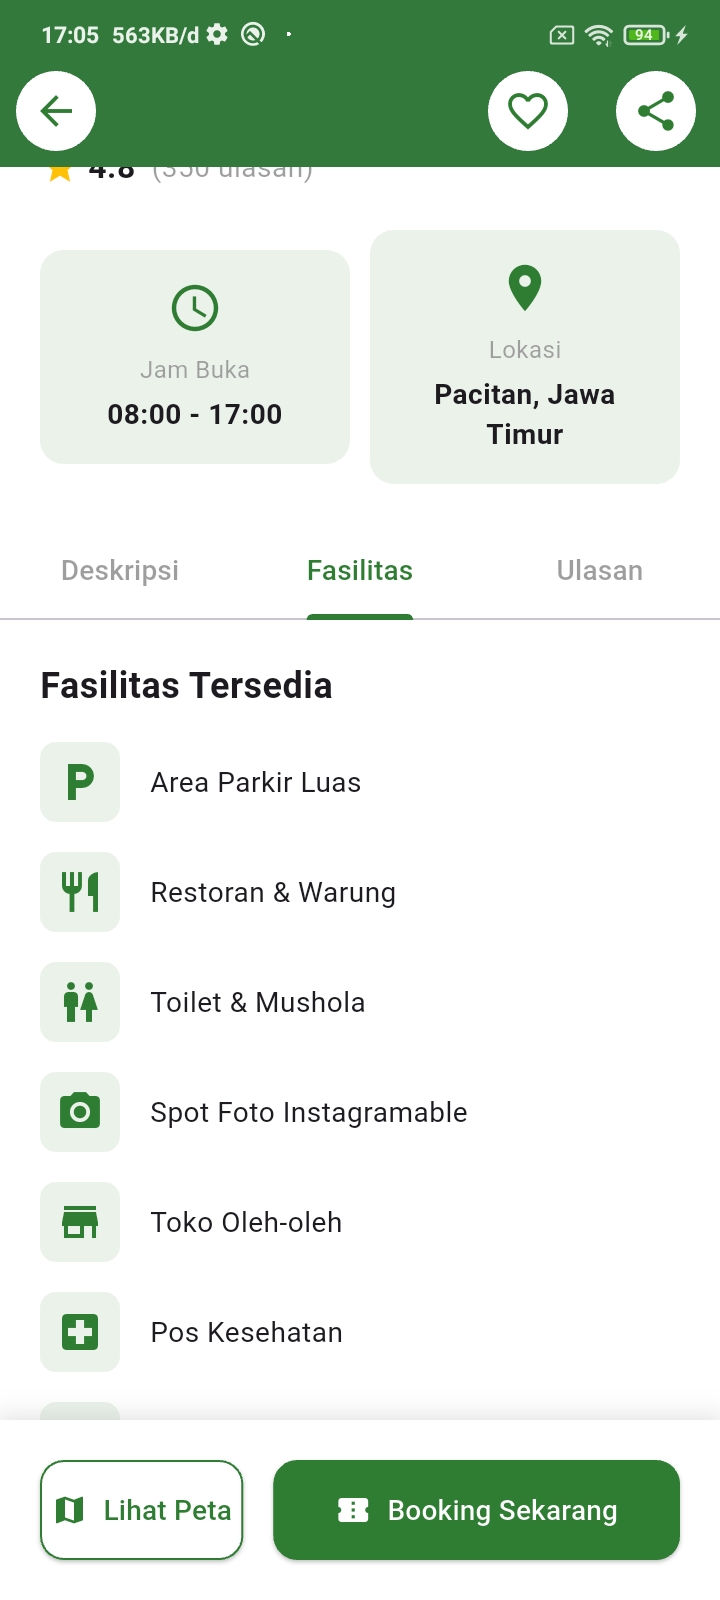 17:05 563KB/d
94
4.8 (350 ulasan)
Jam Buka
08:00 - 17:00
Lokasi
Pacitan, Jawa
Timur
Deskripsi
Fasilitas
Ulasan
Fasilitas Tersedia
Area Parkir Luas
Restoran & Warung
Toilet & Mushola
Spot Foto Instagramable
Toko Oleh-oleh
Pos Kesehatan
Lihat Peta
Booking Sekarang